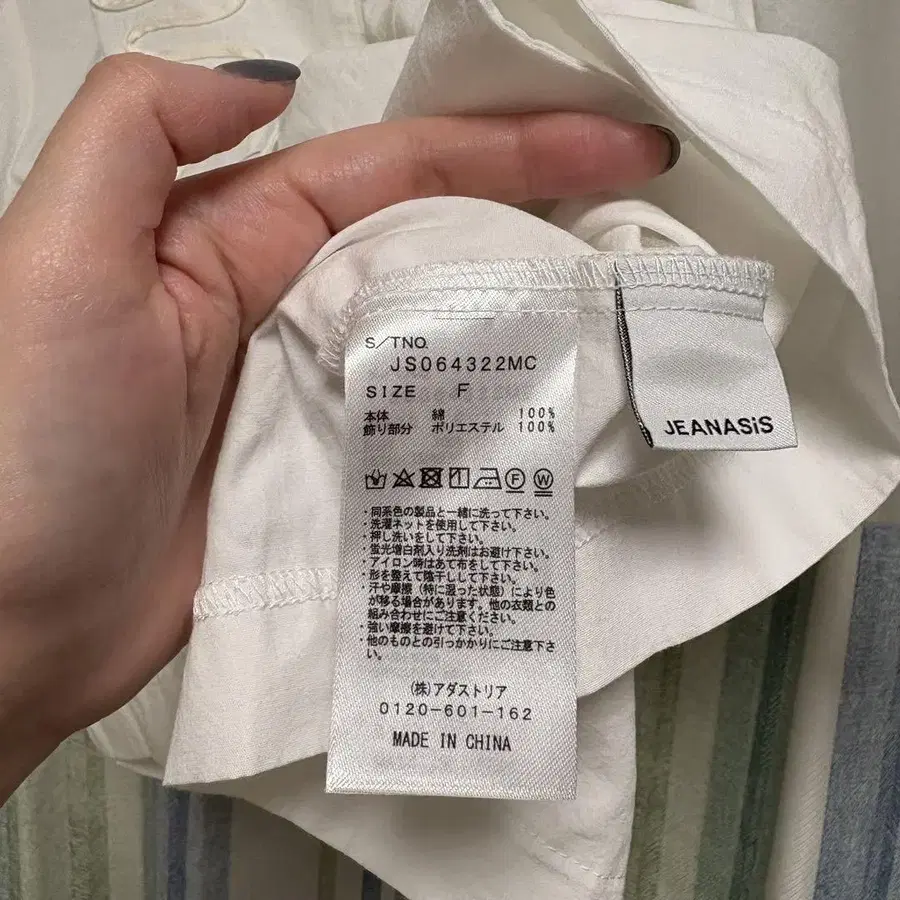 S/TNO.
JS064322MC
SIZE F
本体 綿 100%
飾り部分 ポリエステル 100%
F W
・同系色の製品と一緒に洗って下さい。
・洗濯ネットを使用して下さい。
・押し洗いをして下さい。
・蛍光増白剤入り洗剤はお避け下さい。
・アイロン時はあて布をして下さい。
・形を整えて陰干しして下さい。
・汗や摩擦(特に湿った状態)により色
が移る場合があります。他の衣類との
組み合わせにご注意ください。
・強い摩擦を避けて下さい。
・他のものとの引っかかりにご注意下さ
い。
(株)アダストリア
0120-601-162
MADE IN CHINA
JEANASiS